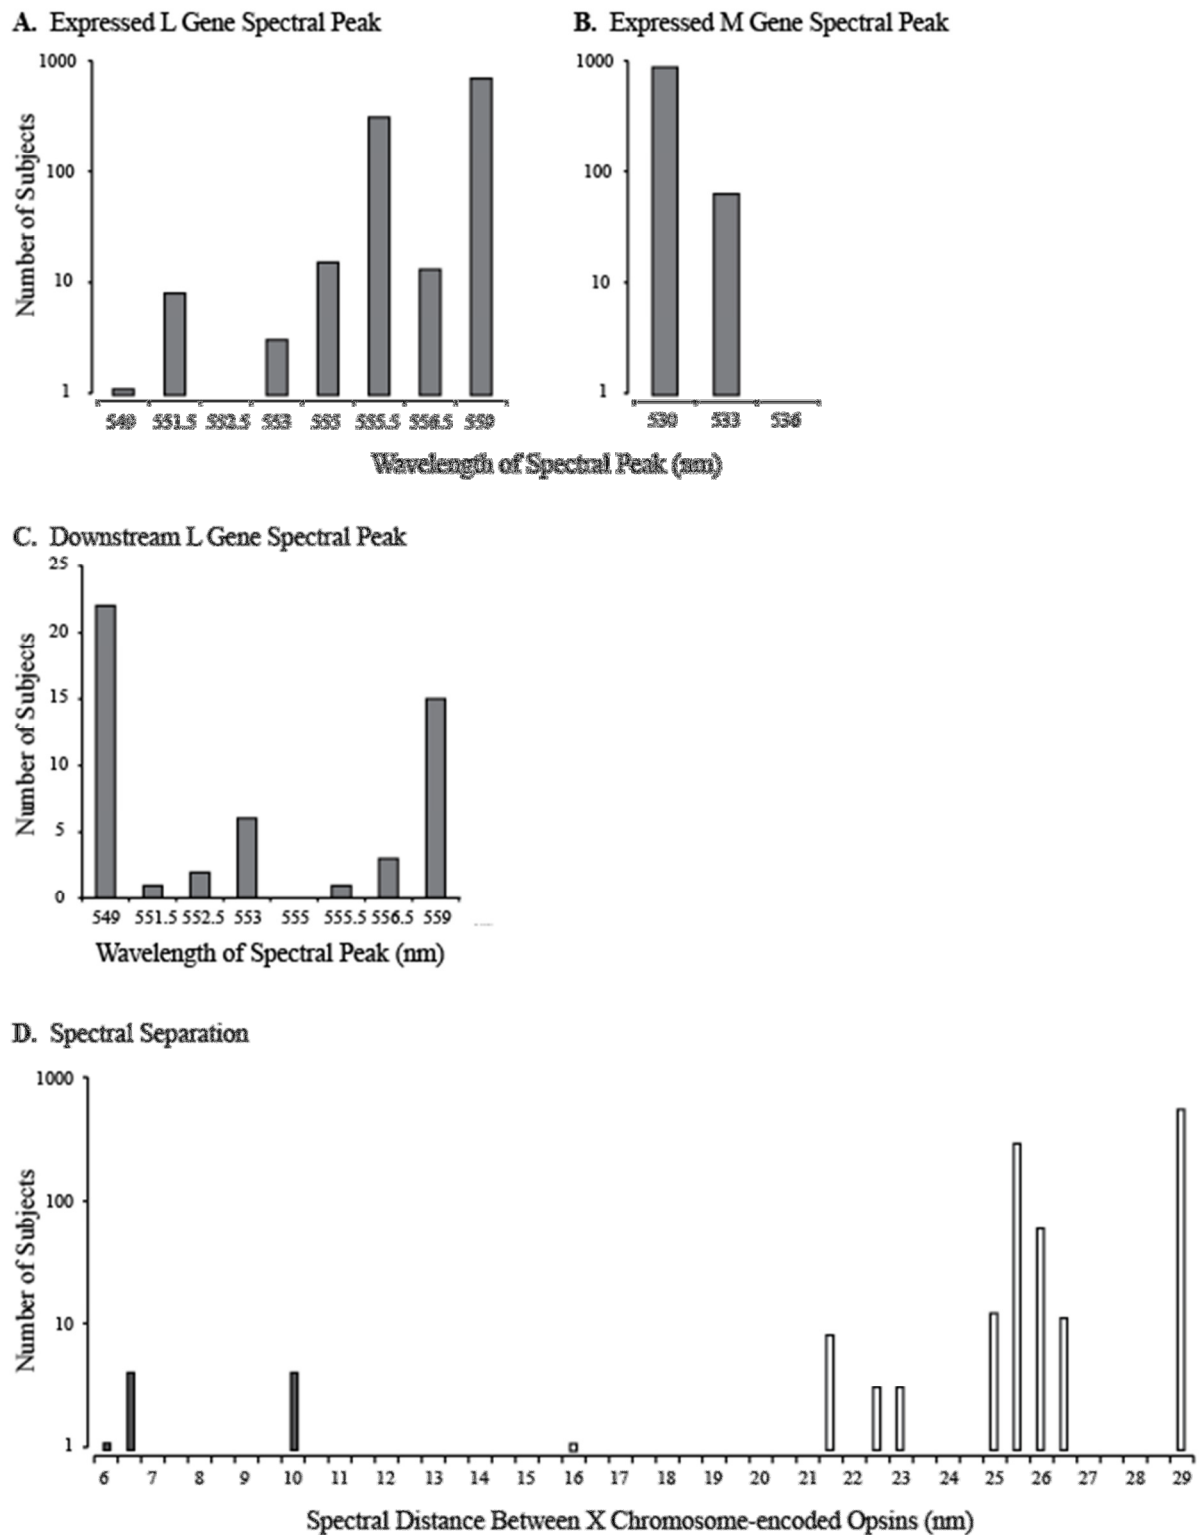 A. Expressed L Gene Spectral Peak
B. Expressed M Gene Spectral Peak
Number of Subjects
1000
100
10
1
549 551.5 552.5 553 555 555.5 556.5 559
1000
100
10
1
530 533 536
Wavelength of Spectral Peak (nm)
C. Downstream L Gene Spectral Peak
Number of Subjects
25
20
15
10
5
0
549 551.5 552.5 553 555 555.5 556.5 559
Wavelength of Spectral Peak (nm)
D. Spectral Separation
Number of Subjects
1000
100
10
1
6 7 8 9 10 11 12 13 14 15 16 17 18 19 20 21 22 23 24 25 26 27 28 29
Spectral Distance Between X Chromosome-encoded Opsins (nm)